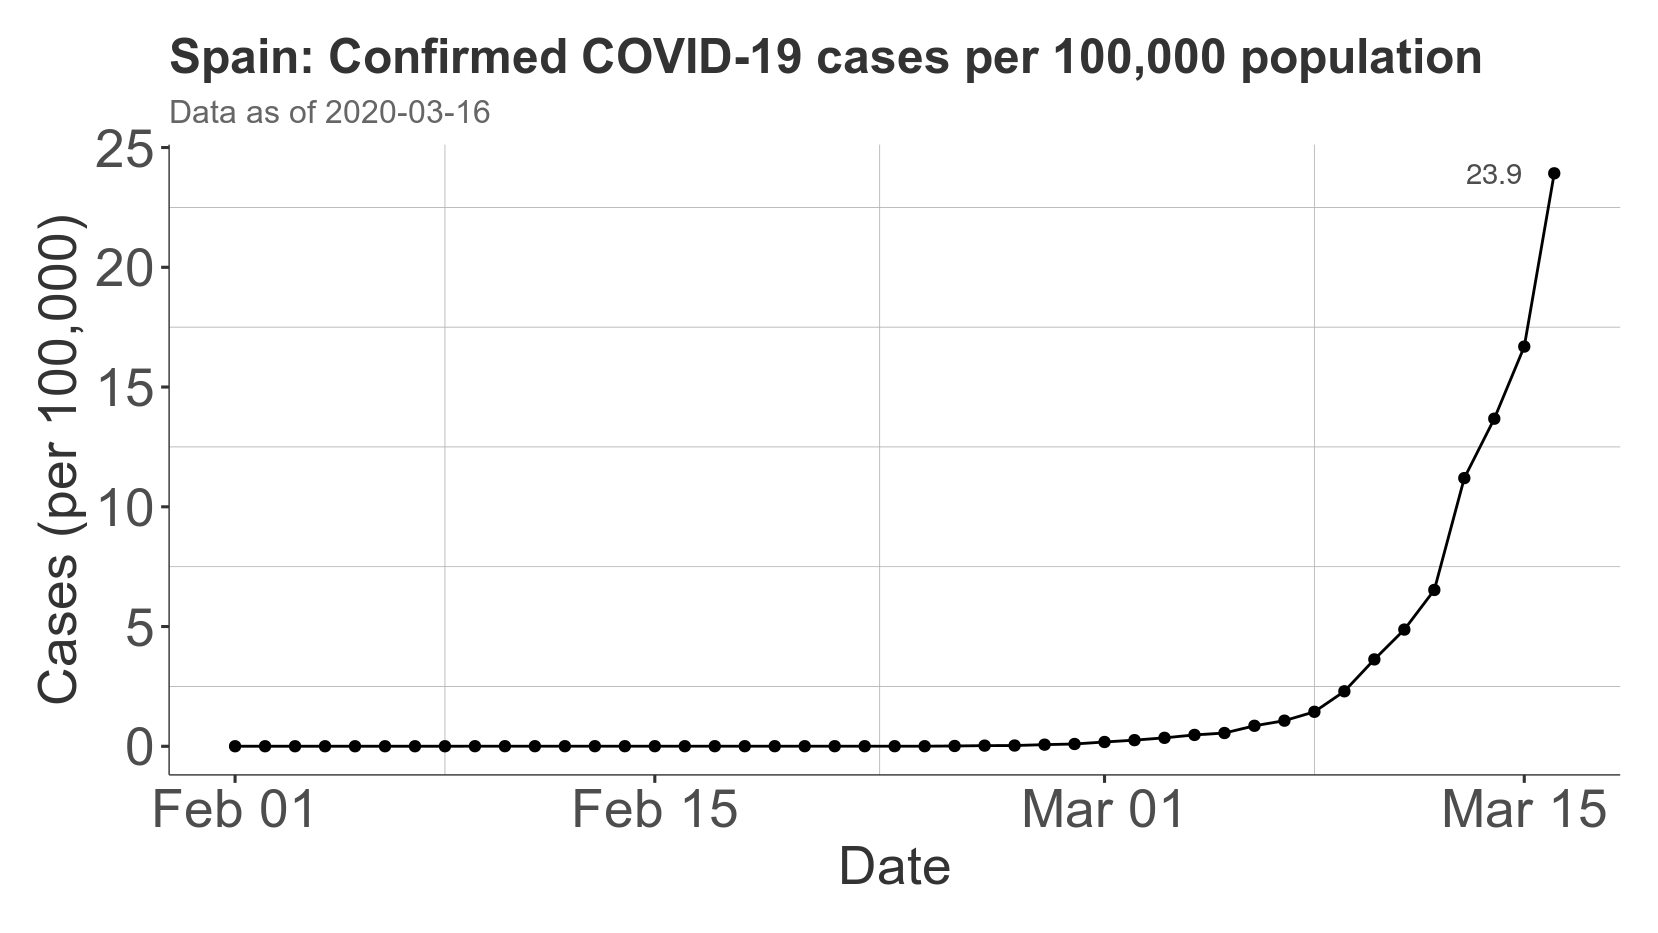 Spain: Confirmed COVID-19 cases per 100,000 population
Data as of 2020-03-16
25
20
15
10
5
0
Cases (per 100,000)
23.9
Feb 01
Feb 15
Mar 01
Mar 15
Date